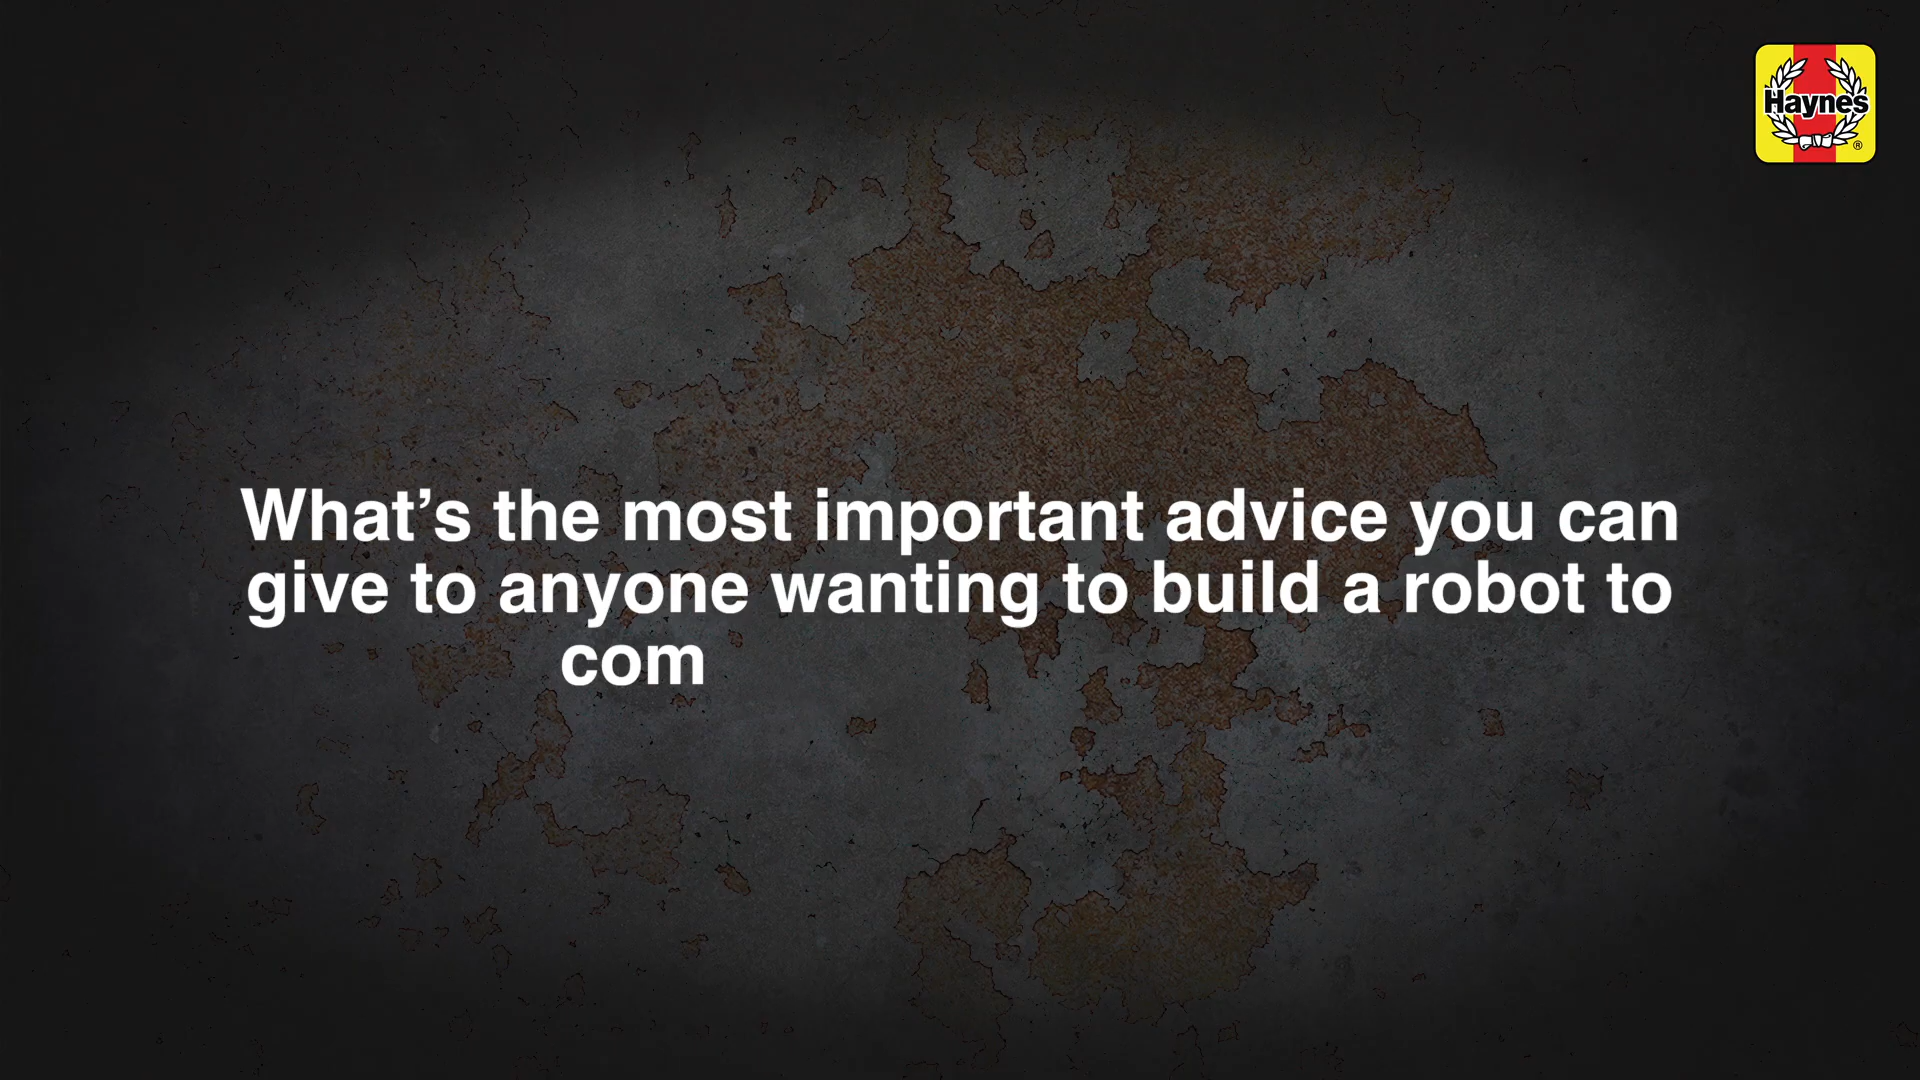 Haynes
®
What’s the most important advice you can
give to anyone wanting to build a robot to
com